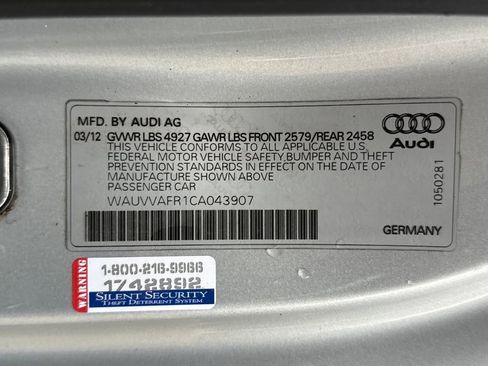 MFD. BY AUDI AG
03/12 GVWR LBS 4927 GAWR LBS FRONT 2579/REAR 2458
THIS VEHICLE CONFORMS TO ALL APPLICABLE U.S.
FEDERAL MOTOR VEHICLE SAFETY, BUMPER AND THEFT
PREVENTION STANDARDS IN EFFECT ON THE DATE OF
MANUFACTURE SHOWN ABOVE
PASSENGER CAR
WAUVVAFR1CA043907
Audi
1050281
GERMANY
WARNING
1-800-216-9966
1742892
SILENT SECURITY
THEFT DETERRENT SYSTEM